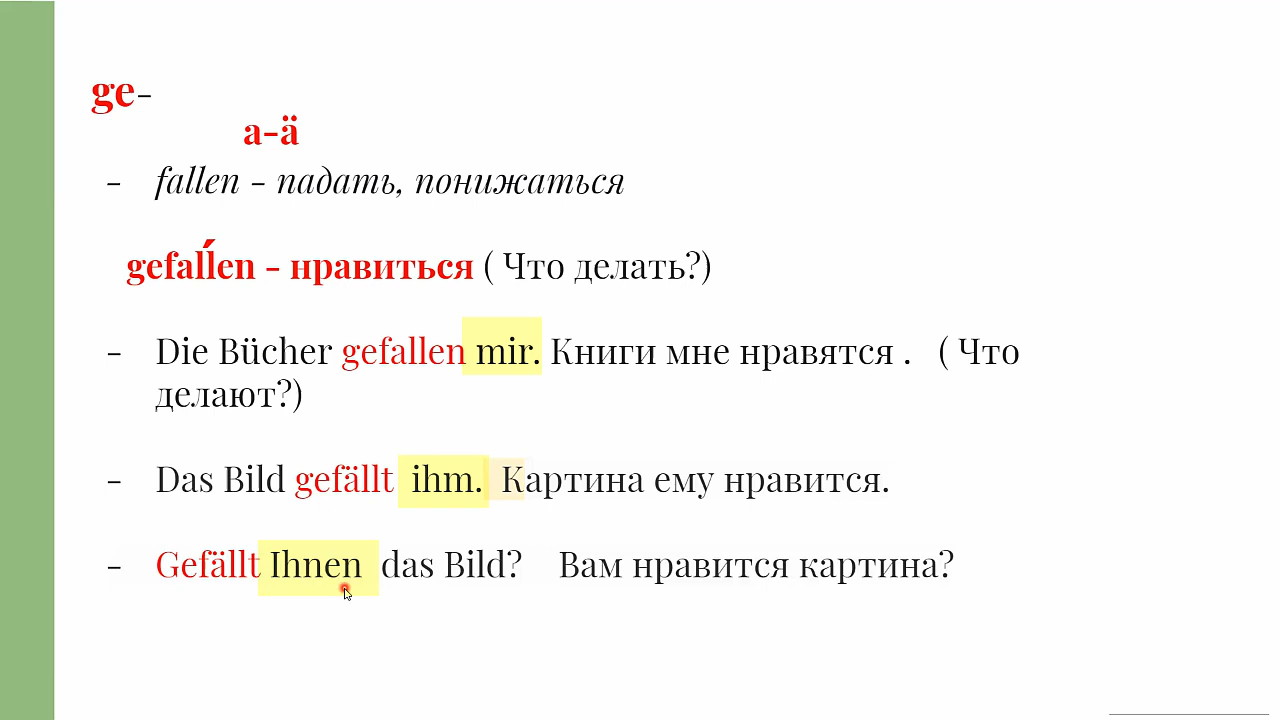 ge-
a-ä
- fallen - падать, понижаться
gefalĺen - нравиться ( Что делать?)
- Die Bücher gefallen mir. Книги мне нравятся . ( Что
делают?)
- Das Bild gefällt ihm. Картина ему нравится.
- Gefällt Ihnen das Bild? Вам нравится картина?